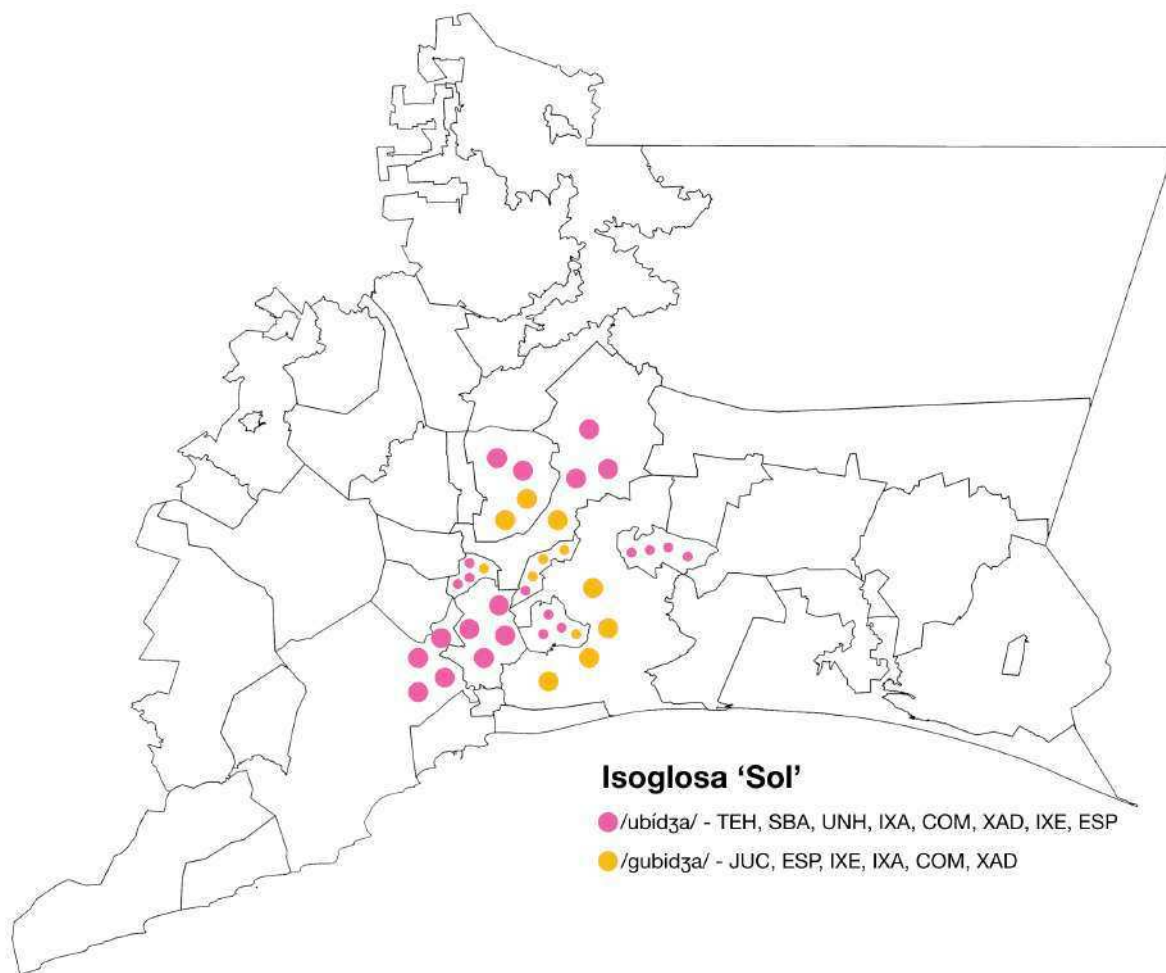 Isoglosa ‘Sol’
/ubídʒa/ - TEH, SBA, UNH, IXA, COM, XAD, IXE, ESP
/gubidʒa/ - JUC, ESP, IXE, IXA, COM, XAD